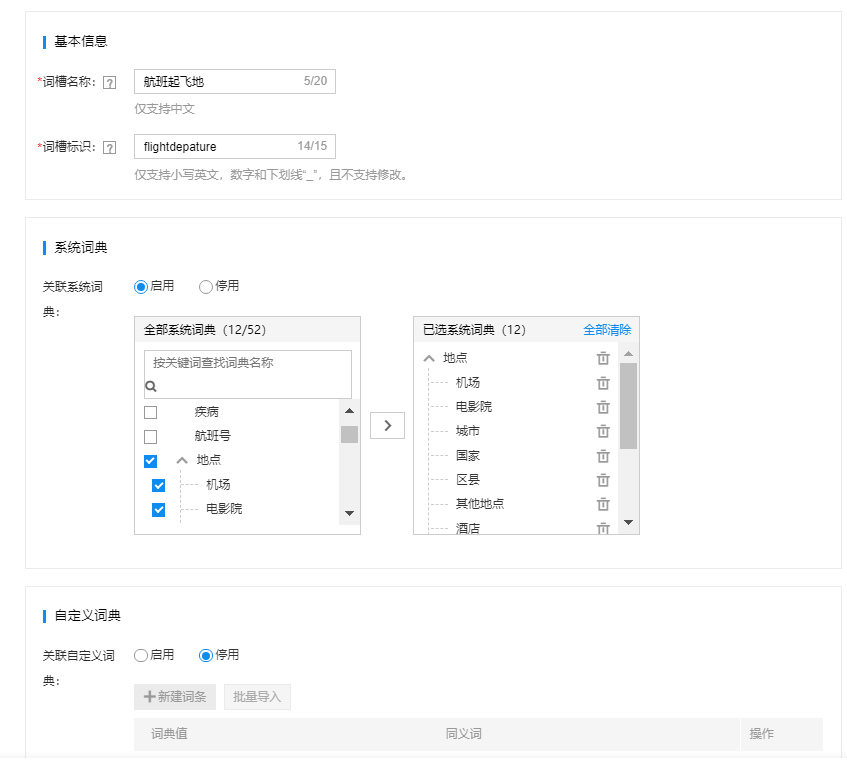 基本信息
*词槽名称: ? 航班起飞地 5/20
仅支持中文
*词槽标识: ? flightdepature 14/15
仅支持小写英文，数字和下划线“_”，且不支持修改。
系统词典
关联系统词典: 启用 停用
全部系统词典（12/52）
按关键词查找词典名称
疾病
航班号
地点
机场
电影院
已选系统词典（12） 全部清除
地点
机场
电影院
城市
国家
区县
其他地点
酒店
自定义词典
关联自定义词典: 启用 停用
新建词条 批量导入
词典值 同义词 操作